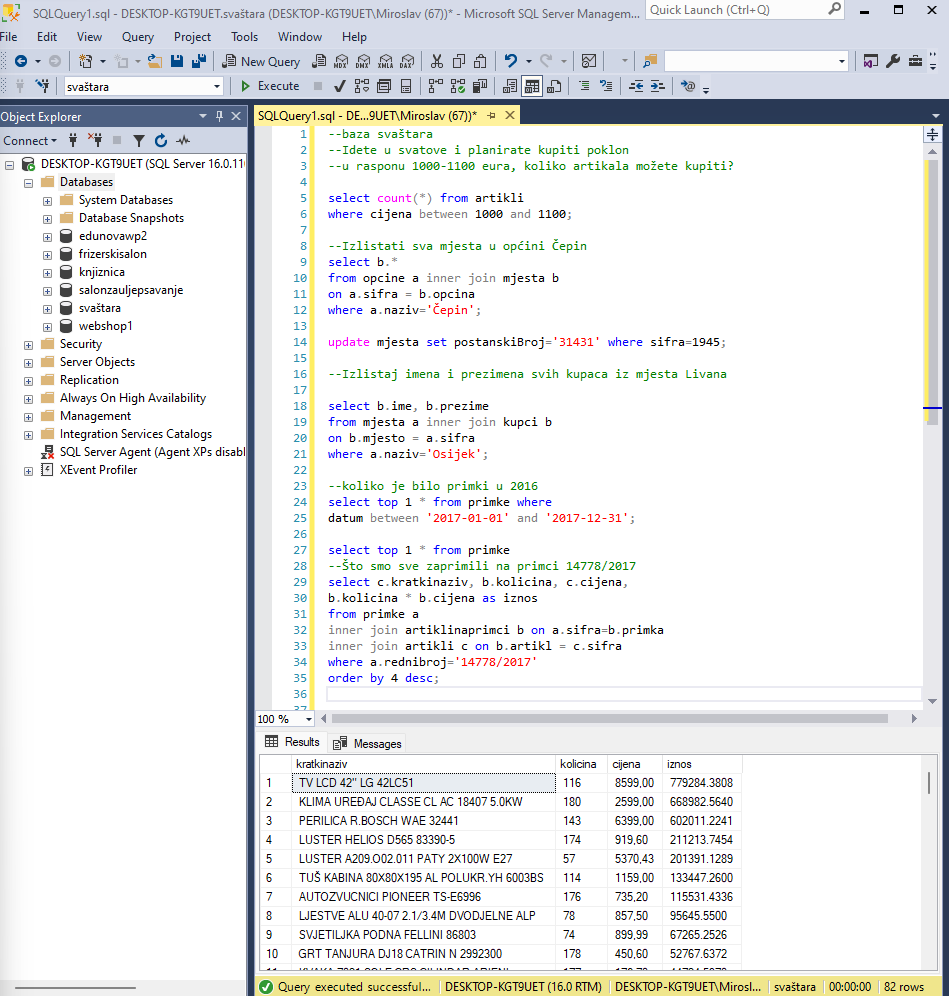 SQLQuery1.sql - DESKTOP-KGT9UET.svaštara (DESKTOP-KGT9UET\Miroslav (67))* - Microsoft SQL Server Managem...
Quick Launch (Ctrl+Q)
File Edit View Query Project Tools Window Help
New Query
MDX DMX XMLA DAX
svaštara
Execute
Object Explorer
Connect
DESKTOP-KGT9UET (SQL Server 16.0.110
Databases
System Databases
Database Snapshots
edunovawp2
frizerskisalon
knjiznica
salonzauljepsavanje
svaštara
webshop1
Security
Server Objects
Replication
Always On High Availability
Management
Integration Services Catalogs
SQL Server Agent (Agent XPs disabl
XEvent Profiler
SQLQuery1.sql - DE...9UET\Miroslav (67))*
1 --baza svaštara
2 --Idete u svatove i planirate kupiti poklon
3 --u rasponu 1000-1100 eura, koliko artikala možete kupiti?
4
5 select count(*) from artikli
6 where cijena between 1000 and 1100;
7
8 --Izlistati sva mjesta u općini Čepin
9 select b.*
10 from opcine a inner join mjesta b
11 on a.sifra = b.opcina
12 where a.naziv='Čepin';
13
14 update mjesta set postanskiBroj='31431' where sifra=1945;
15
16 --Izlistaj imena i prezimena svih kupaca iz mjesta Livana
17
18 select b.ime, b.prezime
19 from mjesta a inner join kupci b
20 on b.mjesto = a.sifra
21 where a.naziv='Osijek';
22
23 --koliko je bilo primki u 2016
24 select top 1 * from primke where
25 datum between '2017-01-01' and '2017-12-31';
26
27 select top 1 * from primke
28 --Što smo sve zaprimili na primci 14778/2017
29 select c.kratkinaziv, b.kolicina, c.cijena,
30 b.kolicina * b.cijena as iznos
31 from primke a
32 inner join artiklinaprimci b on a.sifra=b.primka
33 inner join artikli c on b.artikl = c.sifra
34 where a.rednibroj='14778/2017'
35 order by 4 desc;
36
37
100 %
Results Messages
kratkinaziv kolicina cijena iznos
1 TV LCD 42" LG 42LC51 116 8599,00 779284.3808
2 KLIMA UREĐAJ CLASSE CL AC 18407 5.0KW 180 2599,00 668982.5640
3 PERILICA R.BOSCH WAE 32441 143 6399,00 602011.2241
4 LUSTER HELIOS D565 83390-5 174 919,60 211213.7454
5 LUSTER A209.O02.011 PATY 2X100W E27 57 5370,43 201391.1289
6 TUŠ KABINA 80X80X195 AL POLUKR.YH 6003BS 114 1159,00 133447.2600
7 AUTOZVUCNICI PIONEER TS-E6996 176 735,20 115531.4336
8 LJESTVE ALU 40-07 2.1/3.4M DVODJELNE ALP 78 857,50 95645.5500
9 SVJETILJKA PODNA FELLINI 86803 74 899,99 67265.2526
10 GRT TANJURA DJ18 CATRIN N 2992300 178 450,60 52767.6372
Query executed successful... DESKTOP-KGT9UET (16.0 RTM) DESKTOP-KGT9UET\Mirosl... svaštara 00:00:00 82 rows